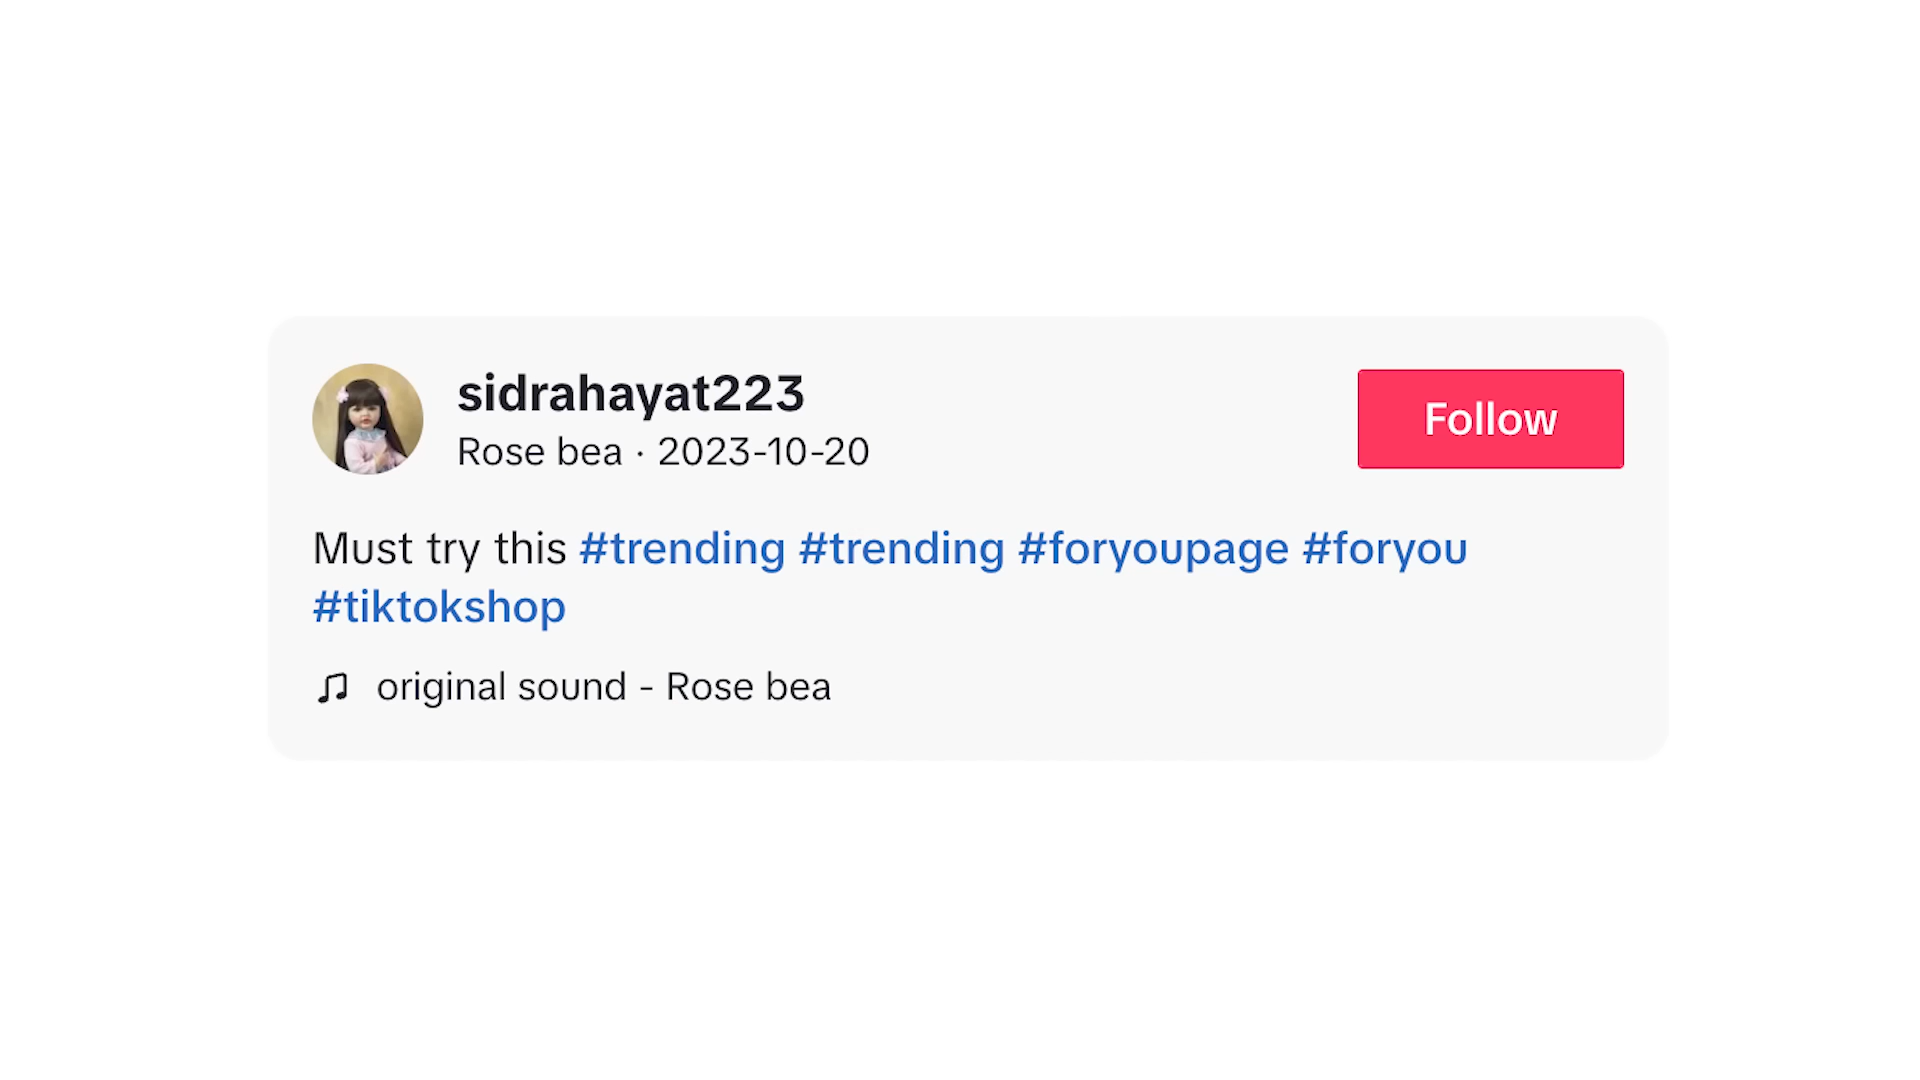 sidrahayat223
Rose bea · 2023-10-20
Follow
Must try this #trending #trending #foryoupage #foryou
#tiktokshop
original sound - Rose bea